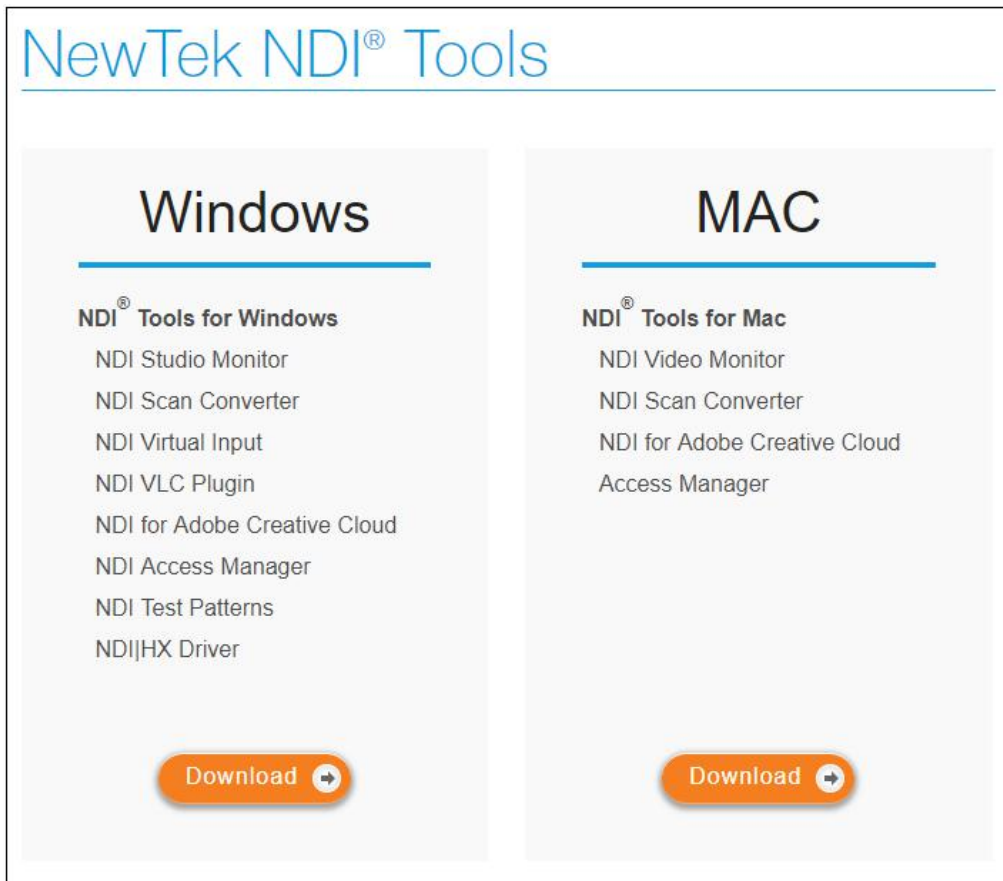 NewTek NDI® Tools
Windows
NDI® Tools for Windows
NDI Studio Monitor
NDI Scan Converter
NDI Virtual Input
NDI VLC Plugin
NDI for Adobe Creative Cloud
NDI Access Manager
NDI Test Patterns
NDI|HX Driver
Download
MAC
NDI® Tools for Mac
NDI Video Monitor
NDI Scan Converter
NDI for Adobe Creative Cloud
Access Manager
Download